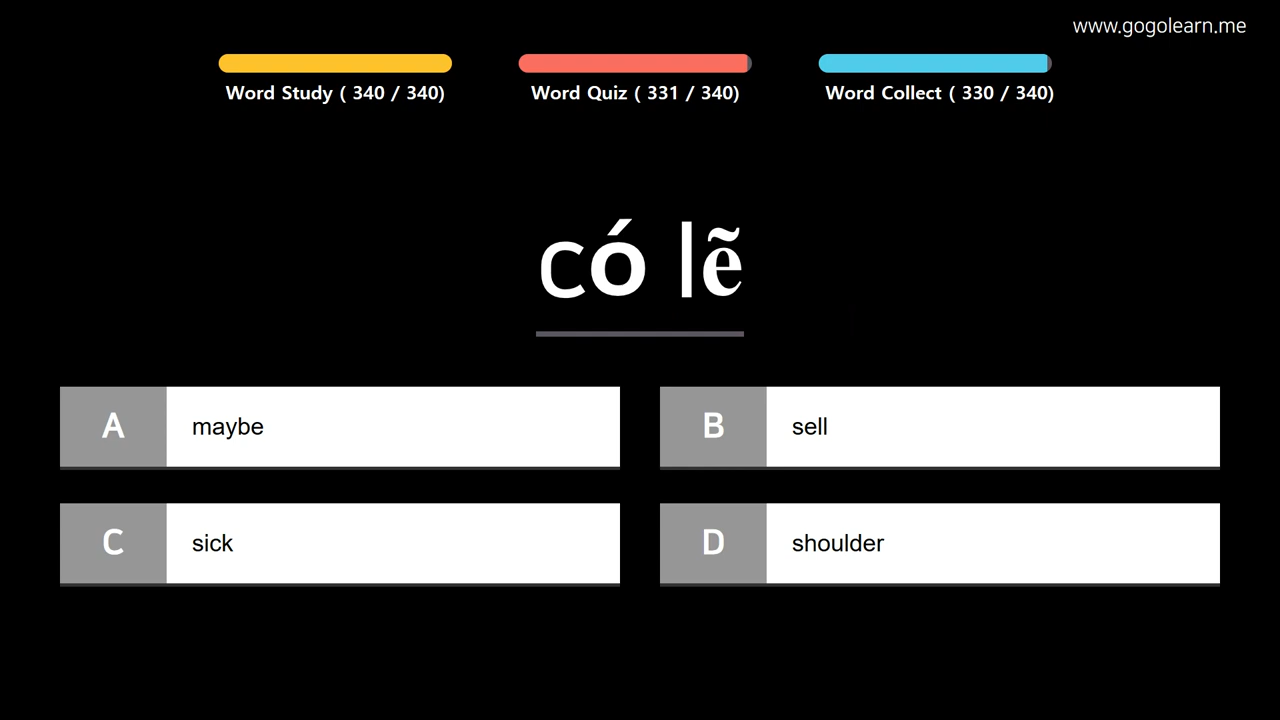 www.gogolearn.me
Word Study ( 340 / 340) Word Quiz ( 331 / 340) Word Collect ( 330 / 340)
có lẽ
A maybe
B sell
C sick
D shoulder